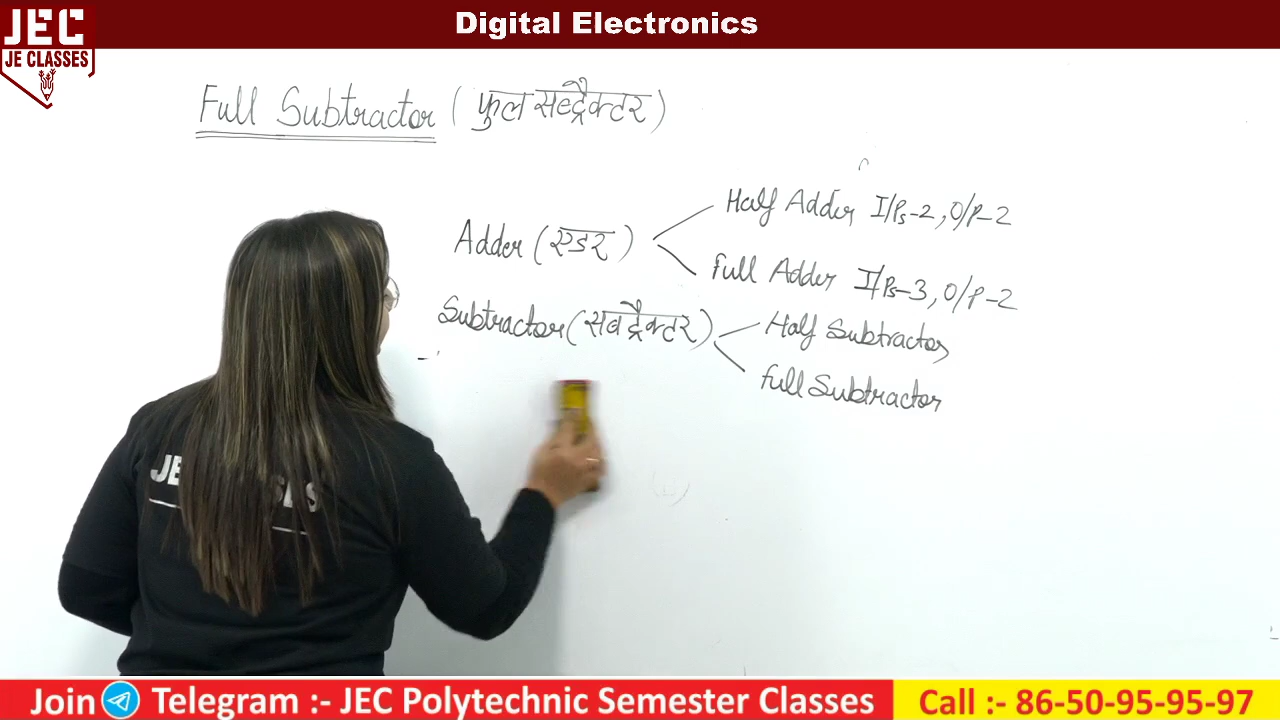 Digital Electronics
JEC
JE CLASSES
Full Subtractor (फुल सब्ट्रैक्टर)
Half Adder I/Ps-2, O/P-2
Adder (एडर)
Full Adder I/Ps-3, O/P-2
Subtractor (सबट्रैक्टर)
Half Subtractor
Full Subtractor
Join Telegram :- JEC Polytechnic Semester Classes
Call :- 86-50-95-95-97